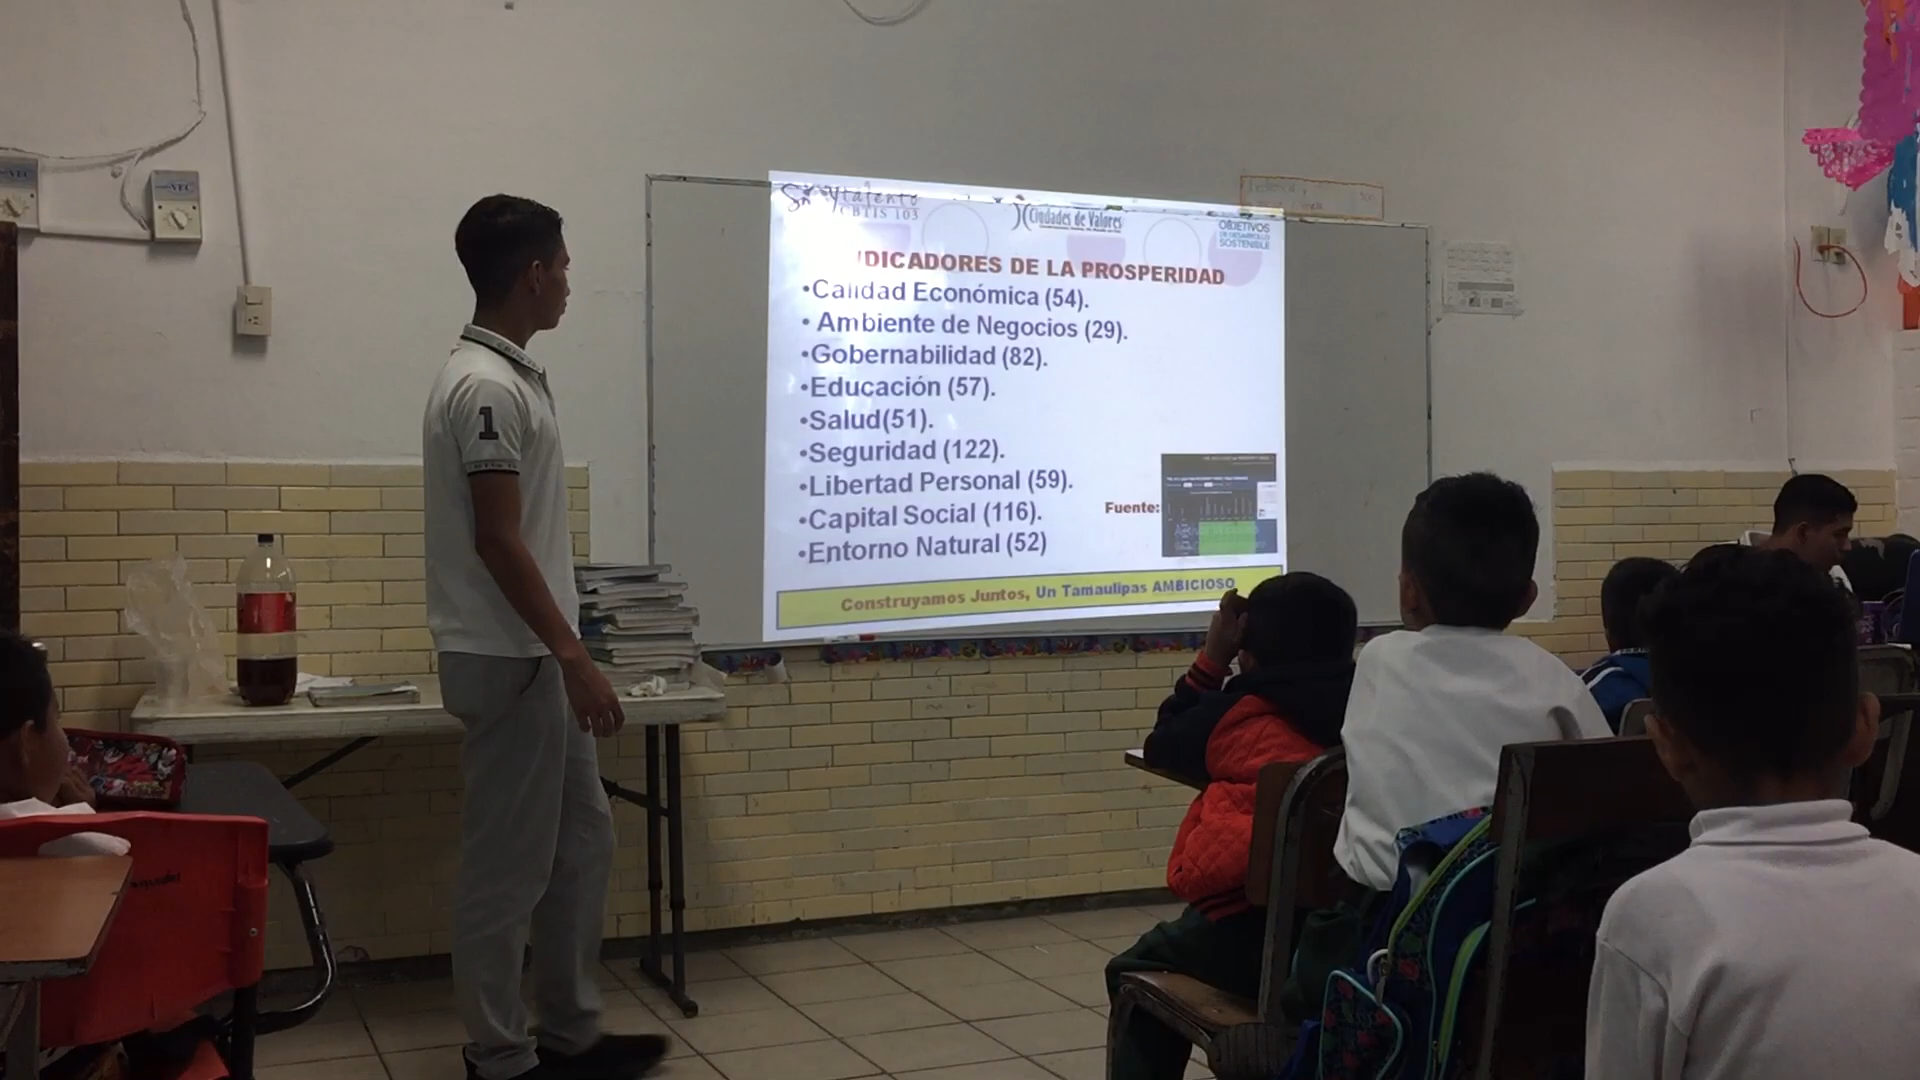 y talento
CBTIS 103
Ciudades de Valores
OBJETIVOS
DE DESARROLLO
SOSTENIBLE
DICADORES DE LA PROSPERIDAD
•Calidad Económica (54).
• Ambiente de Negocios (29).
•Gobernabilidad (82).
•Educación (57).
•Salud(51).
•Seguridad (122).
•Libertad Personal (59).
•Capital Social (116).
•Entorno Natural (52)
Fuente:
Construyamos Juntos, Un Tamaulipas AMBICIOSO
1